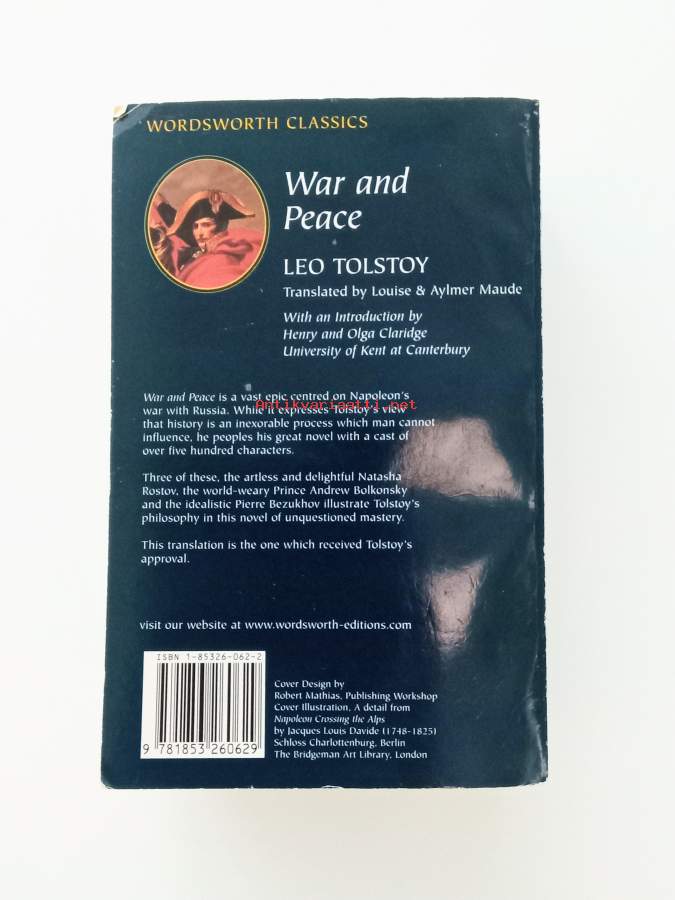 WORDSWORTH CLASSICS
War and
Peace
LEO TOLSTOY
Translated by Louise & Aylmer Maude
With an Introduction by
Henry and Olga Claridge
University of Kent at Canterbury
War and Peace is a vast epic centred on Napoleon's
Antikvariaatti.net
war with Russia. While it expresses Tolstoy's view
that history is an inexorable process which man cannot
influence, he peoples his great novel with a cast of
over five hundred characters.
Three of these, the artless and delightful Natasha
Rostov, the world-weary Prince Andrew Bolkonsky
and the idealistic Pierre Bezukhov illustrate Tolstoy's
philosophy in this novel of unquestioned mastery.
This translation is the one which received Tolstoy's
approval.
visit our website at www.wordsworth-editions.com
ISBN 1-85326-062-2
9 781853 260629
Cover Design by
Robert Mathias, Publishing Workshop
Cover Illustration, A detail from
Napoleon Crossing the Alps
by Jacques Louis Davide (1748-1825)
Schloss Charlottenburg, Berlin
The Bridgeman Art Library, London